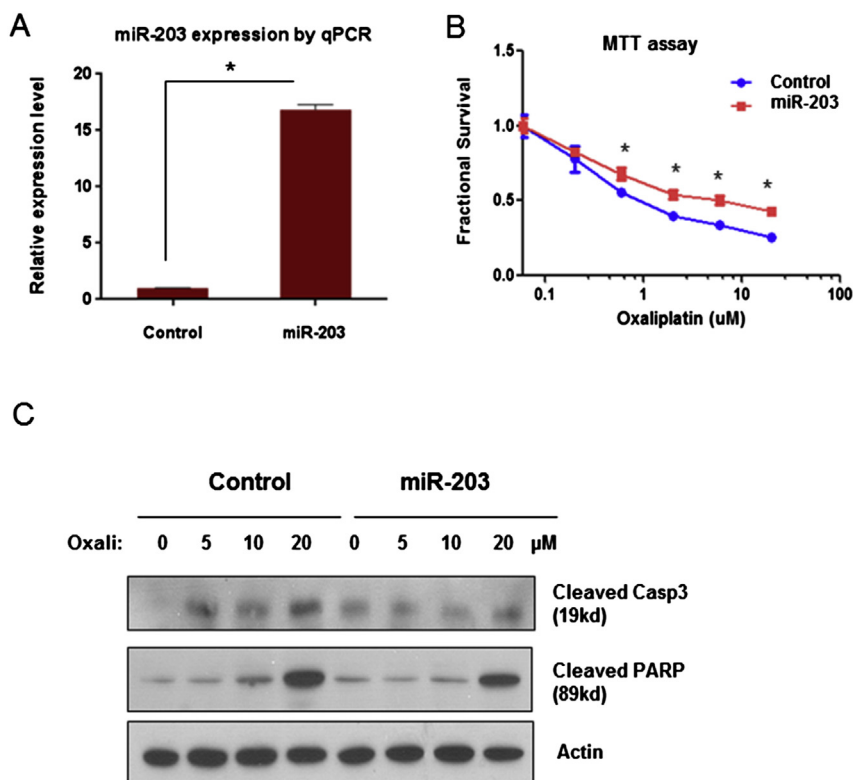 A
miR-203 expression by qPCR
Relative expression level
20
15
10
5
0
*
Control
miR-203
B
MTT assay
Fractional Survival
1.5
1.0
0.5
0.0
Control
miR-203
* * * *
0.1 1 10 100
Oxaliplatin (uM)
C
Control miR-203
Oxali: 0 5 10 20 0 5 10 20 µM
Cleaved Casp3
(19kd)
Cleaved PARP
(89kd)
Actin